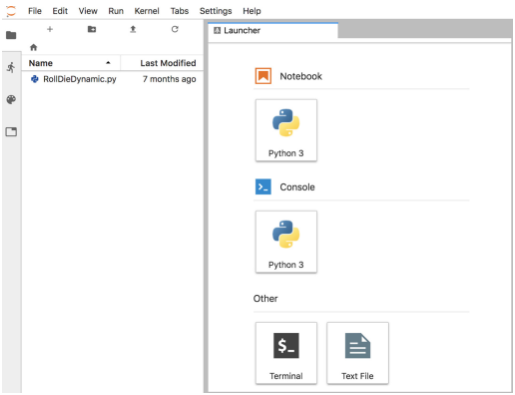 File Edit View Run Kernel Tabs Settings Help
Launcher
Name Last Modified
RollDieDynamic.py 7 months ago
Notebook
Python 3
Console
Python 3
Other
$_
Terminal Text File